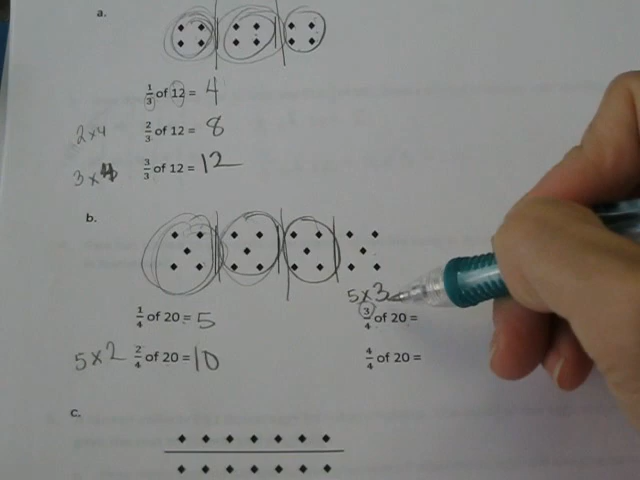 a.
1/3 of 12 = 4
2x4 2/3 of 12 = 8
3x4 3/3 of 12 = 12
b.
5x3
1/4 of 20 = 5 3/4 of 20 =
5x2 2/4 of 20 = 10 4/4 of 20 =
c.